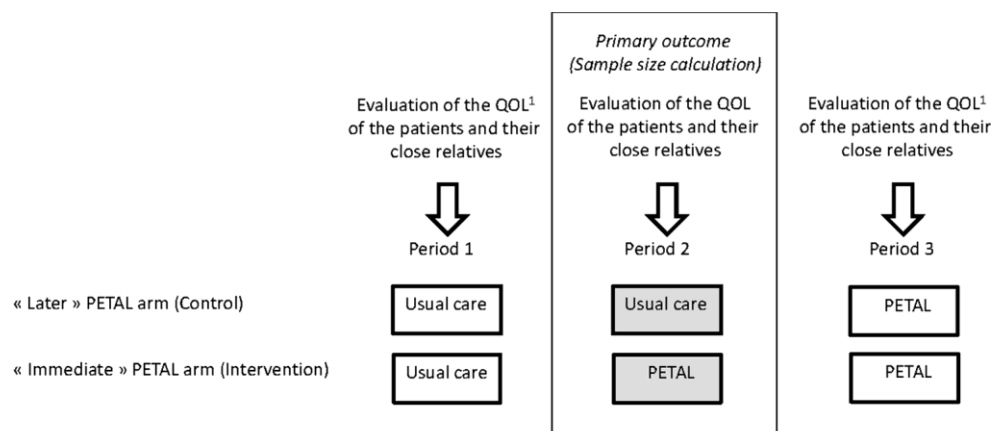 Primary outcome
(Sample size calculation)
Evaluation of the QOL¹
of the patients and their
close relatives
Evaluation of the QOL
of the patients and their
close relatives
Evaluation of the QOL¹
of the patients and their
close relatives
Period 1
Period 2
Period 3
« Later » PETAL arm (Control)
Usual care
Usual care
PETAL
« Immediate » PETAL arm (Intervention)
Usual care
PETAL
PETAL